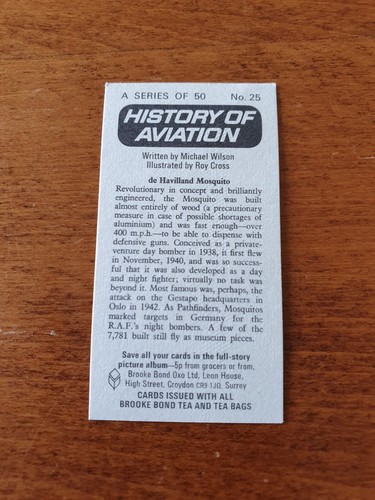 A SERIES OF 50 No. 25
HISTORY OF
AVIATION
Written by Michael Wilson
Illustrated by Roy Cross
de Havilland Mosquito
Revolutionary in concept and brilliantly
engineered, the Mosquito was built
almost entirely of wood (a precautionary
measure in case of possible shortages of
aluminium) and was fast enough—over
400 m.p.h.—to be able to dispense with
defensive guns. Conceived as a private-
venture day bomber in 1938, it first flew
in November, 1940, and was so success-
ful that it was also developed as a day
and night fighter; virtually no task was
beyond it. Most famous was, perhaps, the
attack on the Gestapo headquarters in
Oslo in 1942. As Pathfinders, Mosquitos
marked targets in Germany for the
R.A.F.'s night bombers. A few of the
7,781 built still fly as museum pieces.
Save all your cards in the full-story
picture album—5p from grocers or from,
Brooke Bond Oxo Ltd, Leon House,
High Street, Croydon CR9 1JQ, Surrey
CARDS ISSUED WITH ALL
BROOKE BOND TEA AND TEA BAGS